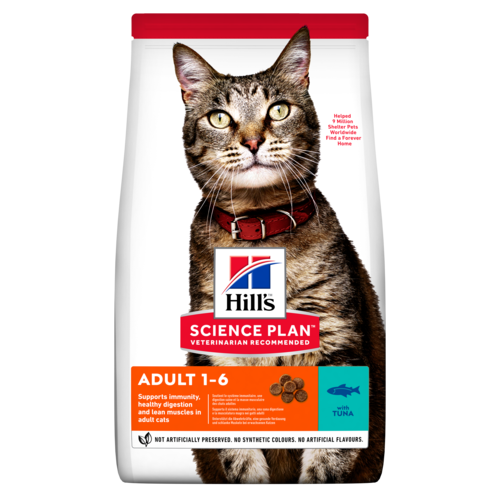 Helped
9 Million
Shelter Pets
Worldwide
Find a Forever
Home
Hill's
SCIENCE PLAN™
VETERINARIAN RECOMMENDED
ADULT 1-6
Supports immunity,
healthy digestion
and lean muscles in
adult cats
with
TUNA
NOT ARTIFICIALLY PRESERVED. NO SYNTHETIC COLOURS. NO ARTIFICIAL FLAVOURS.